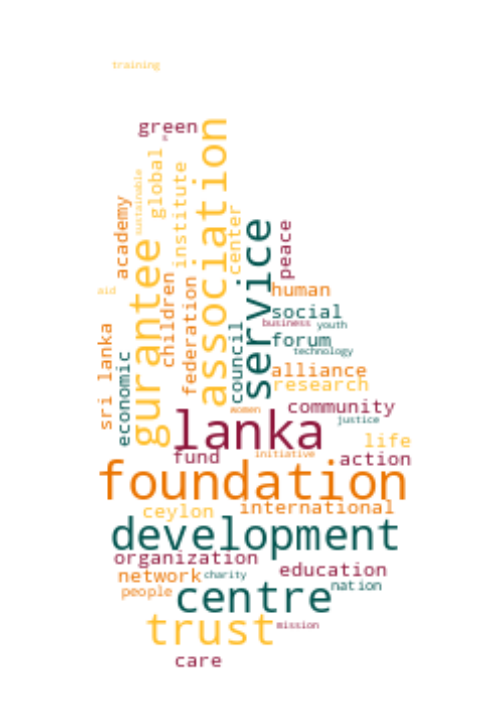 training
green
association
global
institute
sustainable
academy
center
service
peace
gurantee
children
federation
aid
human
social
business
youth
forum
council
technology
sri lanka
economic
alliance
research
women
community
lanka
justice
life
fund
initiative
action
foundation
ceylon
international
development
organization
education
network
charity
people
nation
centre
trust
mission
care